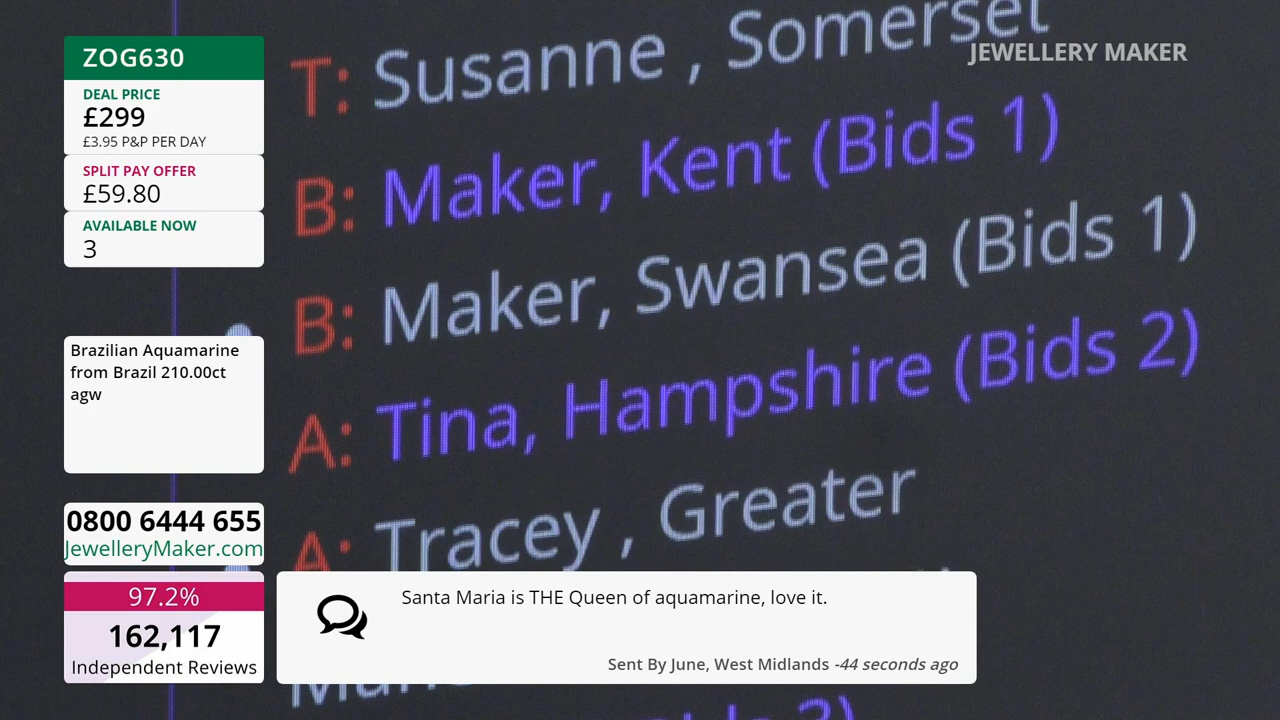 ZOG630
DEAL PRICE
£299
£3.95 P&P PER DAY
SPLIT PAY OFFER
£59.80
AVAILABLE NOW
3
Brazilian Aquamarine
from Brazil 210.00ct
agw
0800 6444 655
JewelleryMaker.com
97.2%
162,117
Independent Reviews
JEWELLERY MAKER
T: Susanne , Somerset
B: Maker, Kent (Bids 1)
B: Maker, Swansea (Bids 1)
A: Tina, Hampshire (Bids 2)
A: Tracey , Greater
Santa Maria is THE Queen of aquamarine, love it.
Sent By June, West Midlands -44 seconds ago